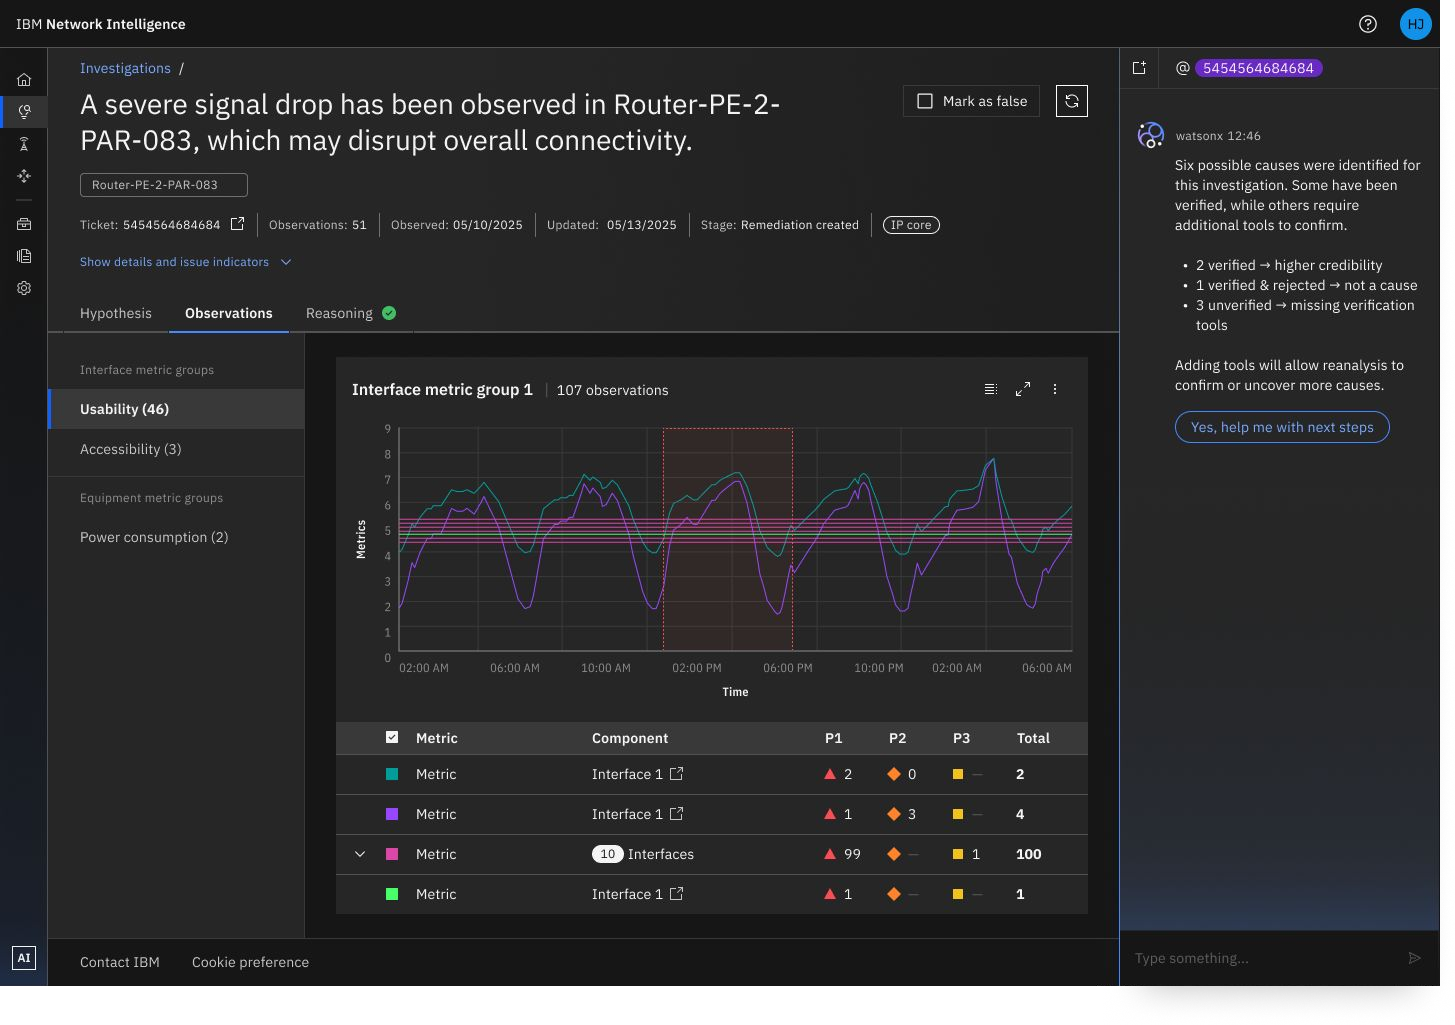 IBM Network Intelligence
HJ
Investigations /
A severe signal drop has been observed in Router-PE-2-
PAR-083, which may disrupt overall connectivity.
Mark as false
Router-PE-2-PAR-083
Ticket: 5454564684684 Observations: 51 Observed: 05/10/2025 Updated: 05/13/2025 Stage: Remediation created IP core
Show details and issue indicators
Hypothesis Observations Reasoning
Interface metric groups
Usability (46)
Accessibility (3)
Equipment metric groups
Power consumption (2)
Interface metric group 1 107 observations
9
8
7
6
5
4
3
2
1
0
Metrics
02:00 AM 06:00 AM 10:00 AM 02:00 PM 06:00 PM 10:00 PM 02:00 AM 06:00 AM
Time
Metric Component P1 P2 P3 Total
Metric Interface 1 2 0 — 2
Metric Interface 1 1 3 — 4
Metric 10 Interfaces 99 — 1 100
Metric Interface 1 1 — — 1
AI
Contact IBM Cookie preference
@ 5454564684684
watsonx 12:46
Six possible causes were identified for
this investigation. Some have been
verified, while others require
additional tools to confirm.
• 2 verified → higher credibility
• 1 verified & rejected → not a cause
• 3 unverified → missing verification
tools
Adding tools will allow reanalysis to
confirm or uncover more causes.
Yes, help me with next steps
Type something...